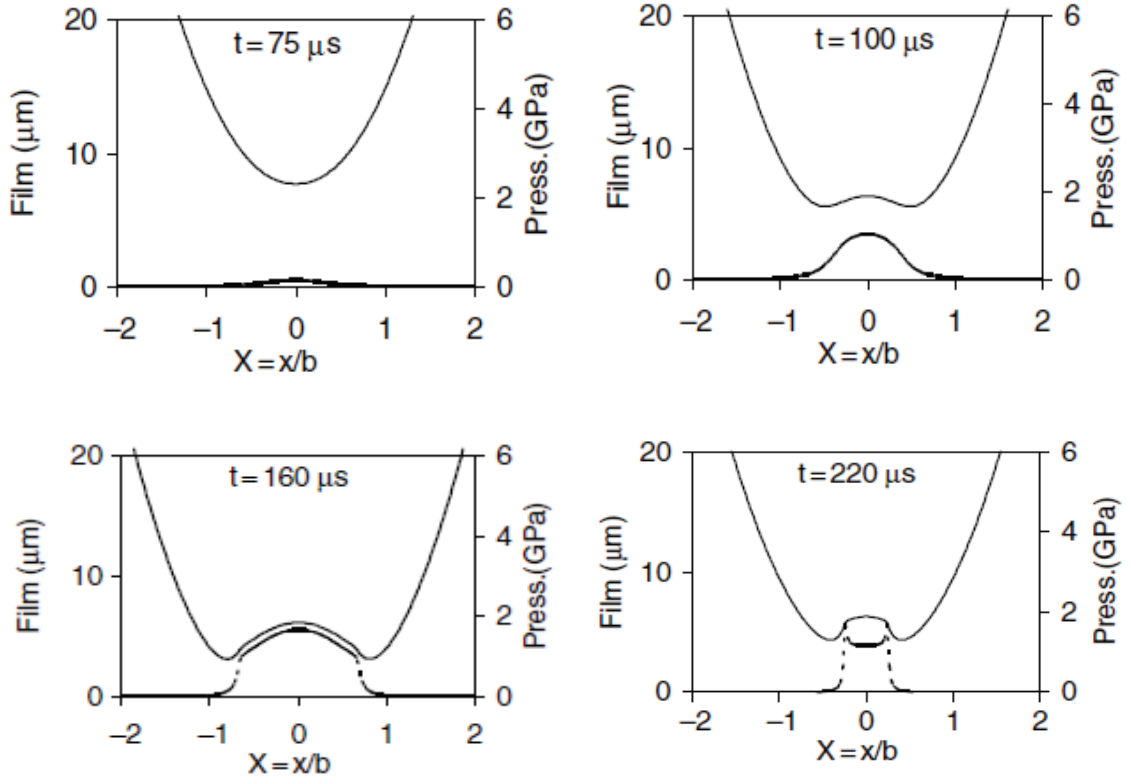 t = 75 μs
Film (μm)
20
10
0
Press.(GPa)
6
4
2
0
−2 −1 0 1 2
X = x/b
t = 100 μs
Film (μm)
20
10
0
Press.(GPa)
6
4
2
0
−2 −1 0 1 2
X = x/b
t = 160 μs
Film (μm)
20
10
0
Press.(GPa)
6
4
2
0
−2 −1 0 1 2
X = x/b
t = 220 μs
Film (μm)
20
10
0
Press.(GPa)
6
4
2
0
−2 −1 0 1 2
X = x/b